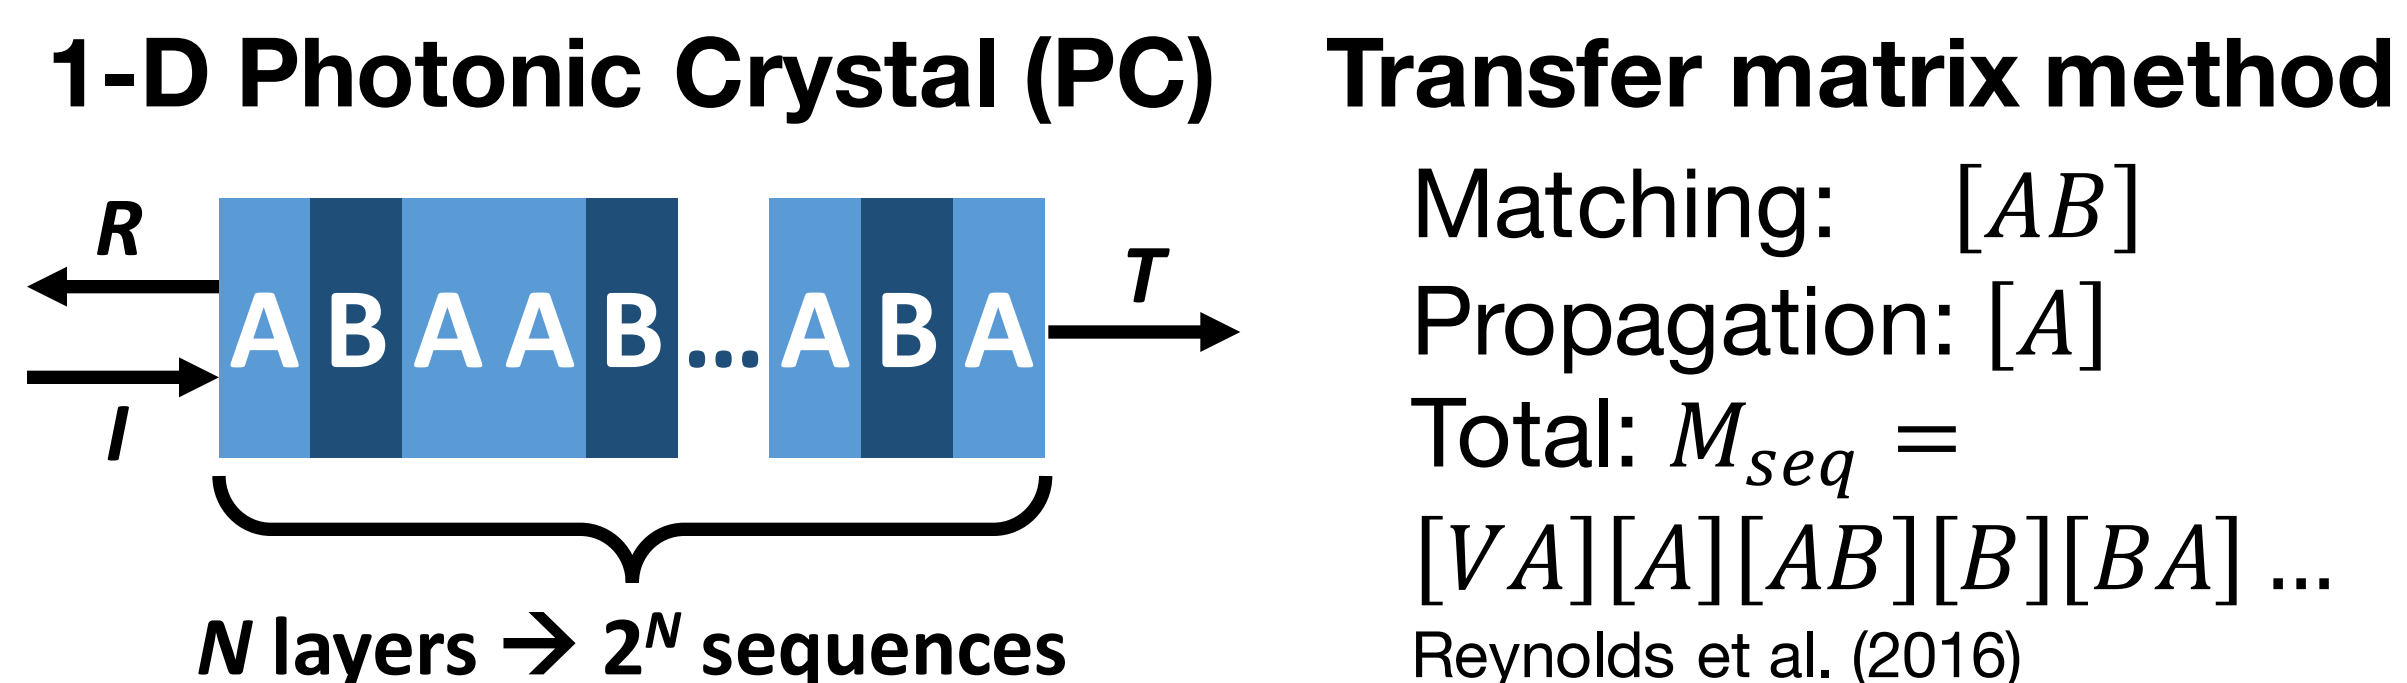 1-D Photonic Crystal (PC)
R
I
A B A A B ... A B A
T
N layers → 2^N sequences
Transfer matrix method
Matching: [AB]
Propagation: [A]
Total: M_seq =
[VA][A][AB][B][BA] ...
Reynolds et al. (2016)